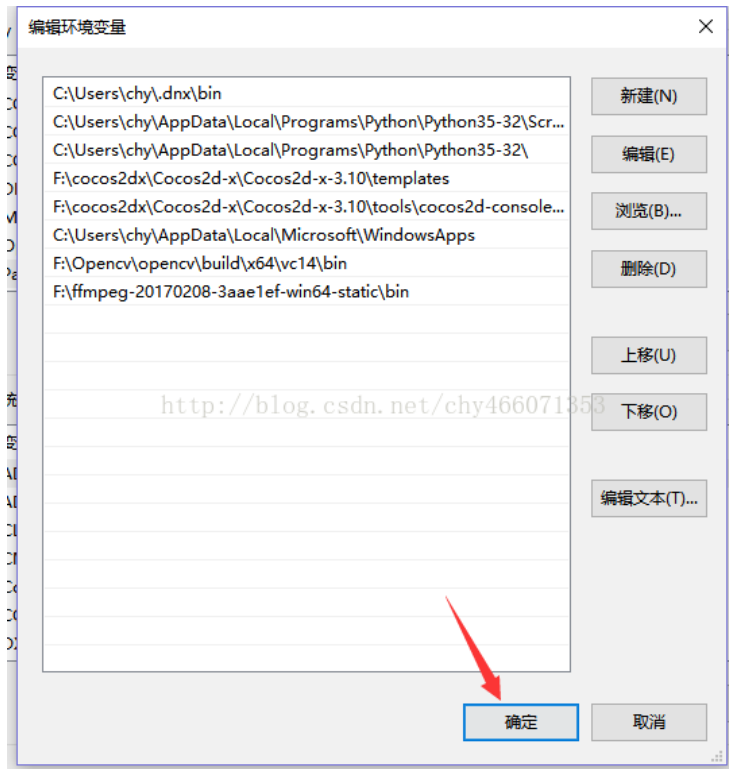 编辑环境变量
C:\Users\chy\.dnx\bin
新建(N)
C:\Users\chy\AppData\Local\Programs\Python\Python35-32\Scr...
C:\Users\chy\AppData\Local\Programs\Python\Python35-32\
编辑(E)
F:\cocos2dx\Cocos2d-x\Cocos2d-x-3.10\templates
F:\cocos2dx\Cocos2d-x\Cocos2d-x-3.10\tools\cocos2d-console...
浏览(B)...
C:\Users\chy\AppData\Local\Microsoft\WindowsApps
F:\Opencv\opencv\build\x64\vc14\bin
删除(D)
F:\ffmpeg-20170208-3aae1ef-win64-static\bin
上移(U)
http://blog.csdn.net/chy466071353
下移(O)
编辑文本(T)...
确定
取消